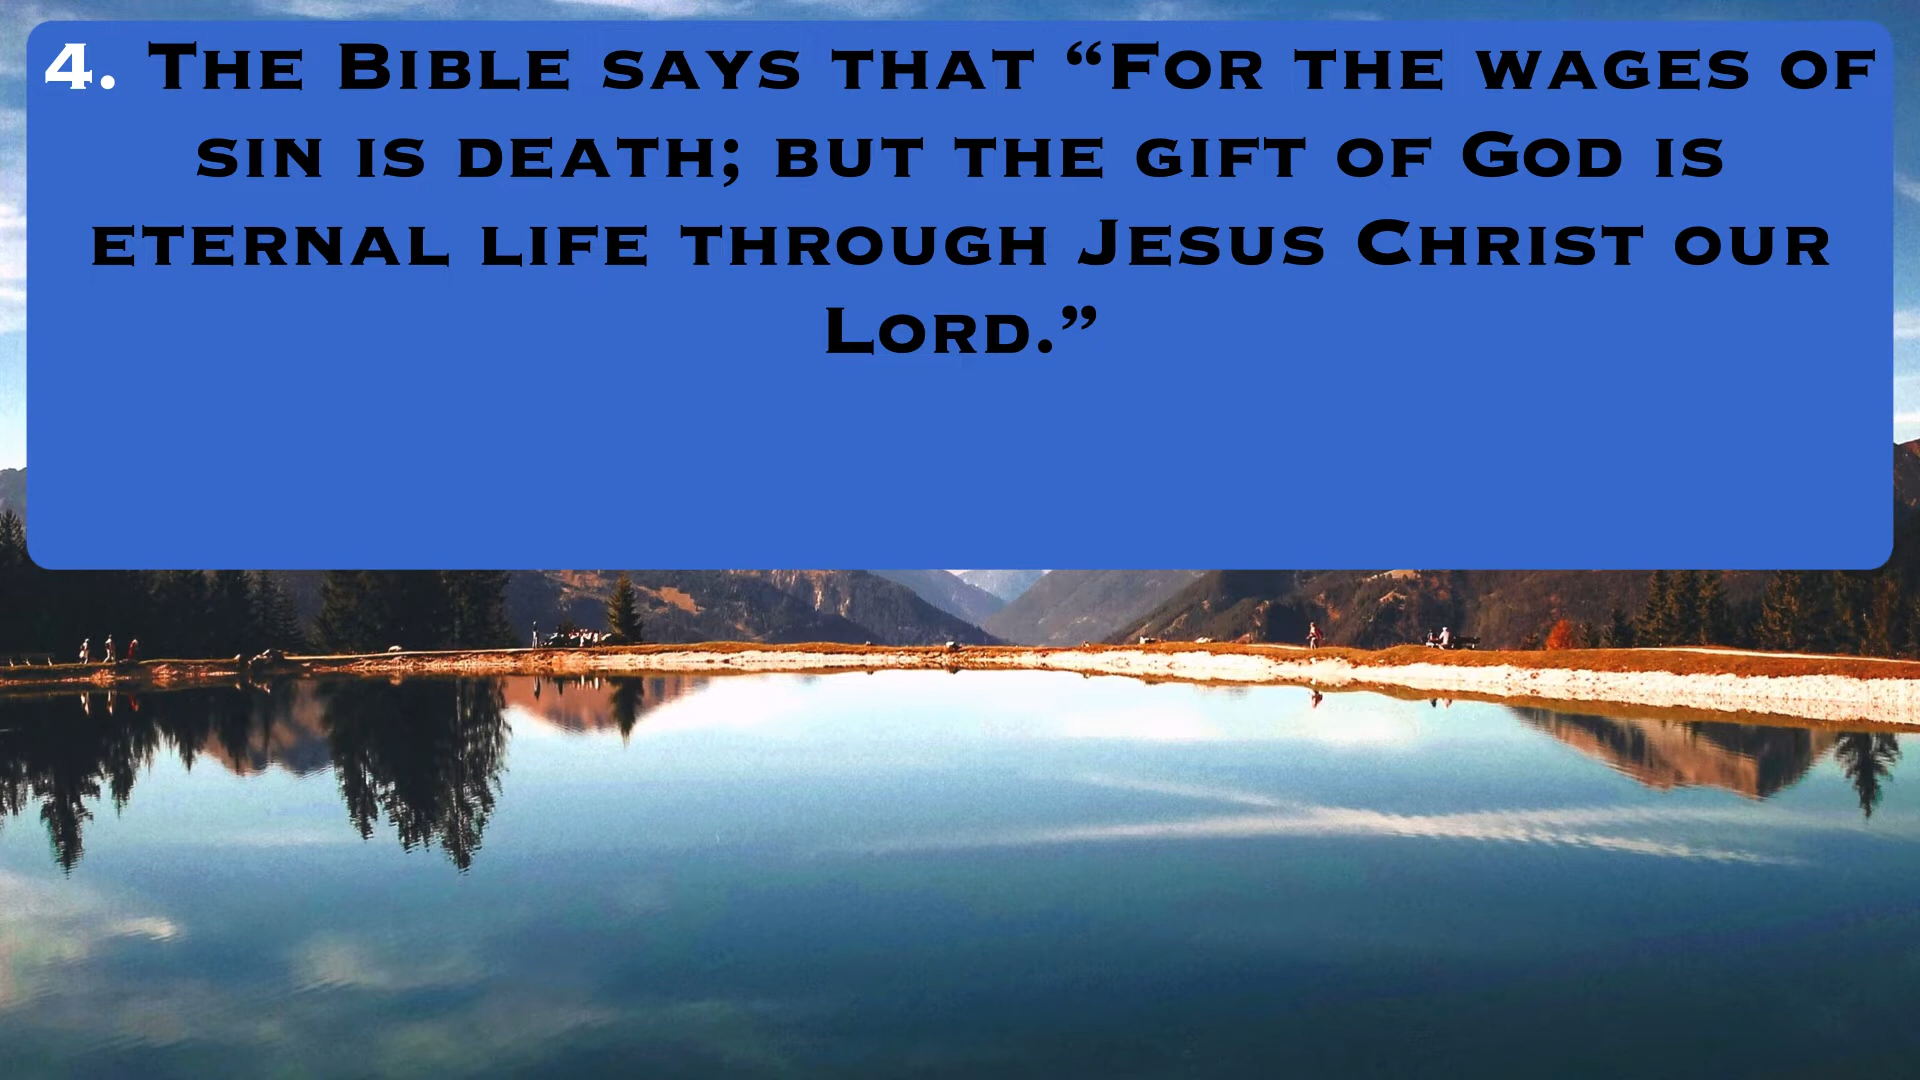 4. The Bible says that “For the wages of
sin is death; but the gift of God is
eternal life through Jesus Christ our
Lord.”